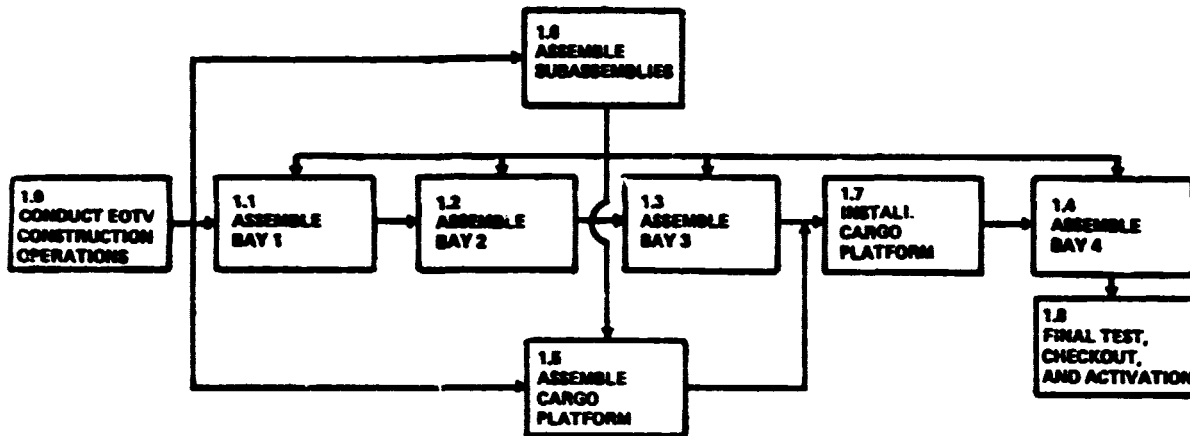 1.6
ASSEMBLE
SUBASSEMBLIES
1.0
CONDUCT EOTV
CONSTRUCTION
OPERATIONS
1.1
ASSEMBLE
BAY 1
1.2
ASSEMBLE
BAY 2
1.3
ASSEMBLE
BAY 3
1.7
INSTALL
CARGO
PLATFORM
1.4
ASSEMBLE
BAY 4
1.8
FINAL TEST,
CHECKOUT,
AND ACTIVATION
1.5
ASSEMBLE
CARGO
PLATFORM